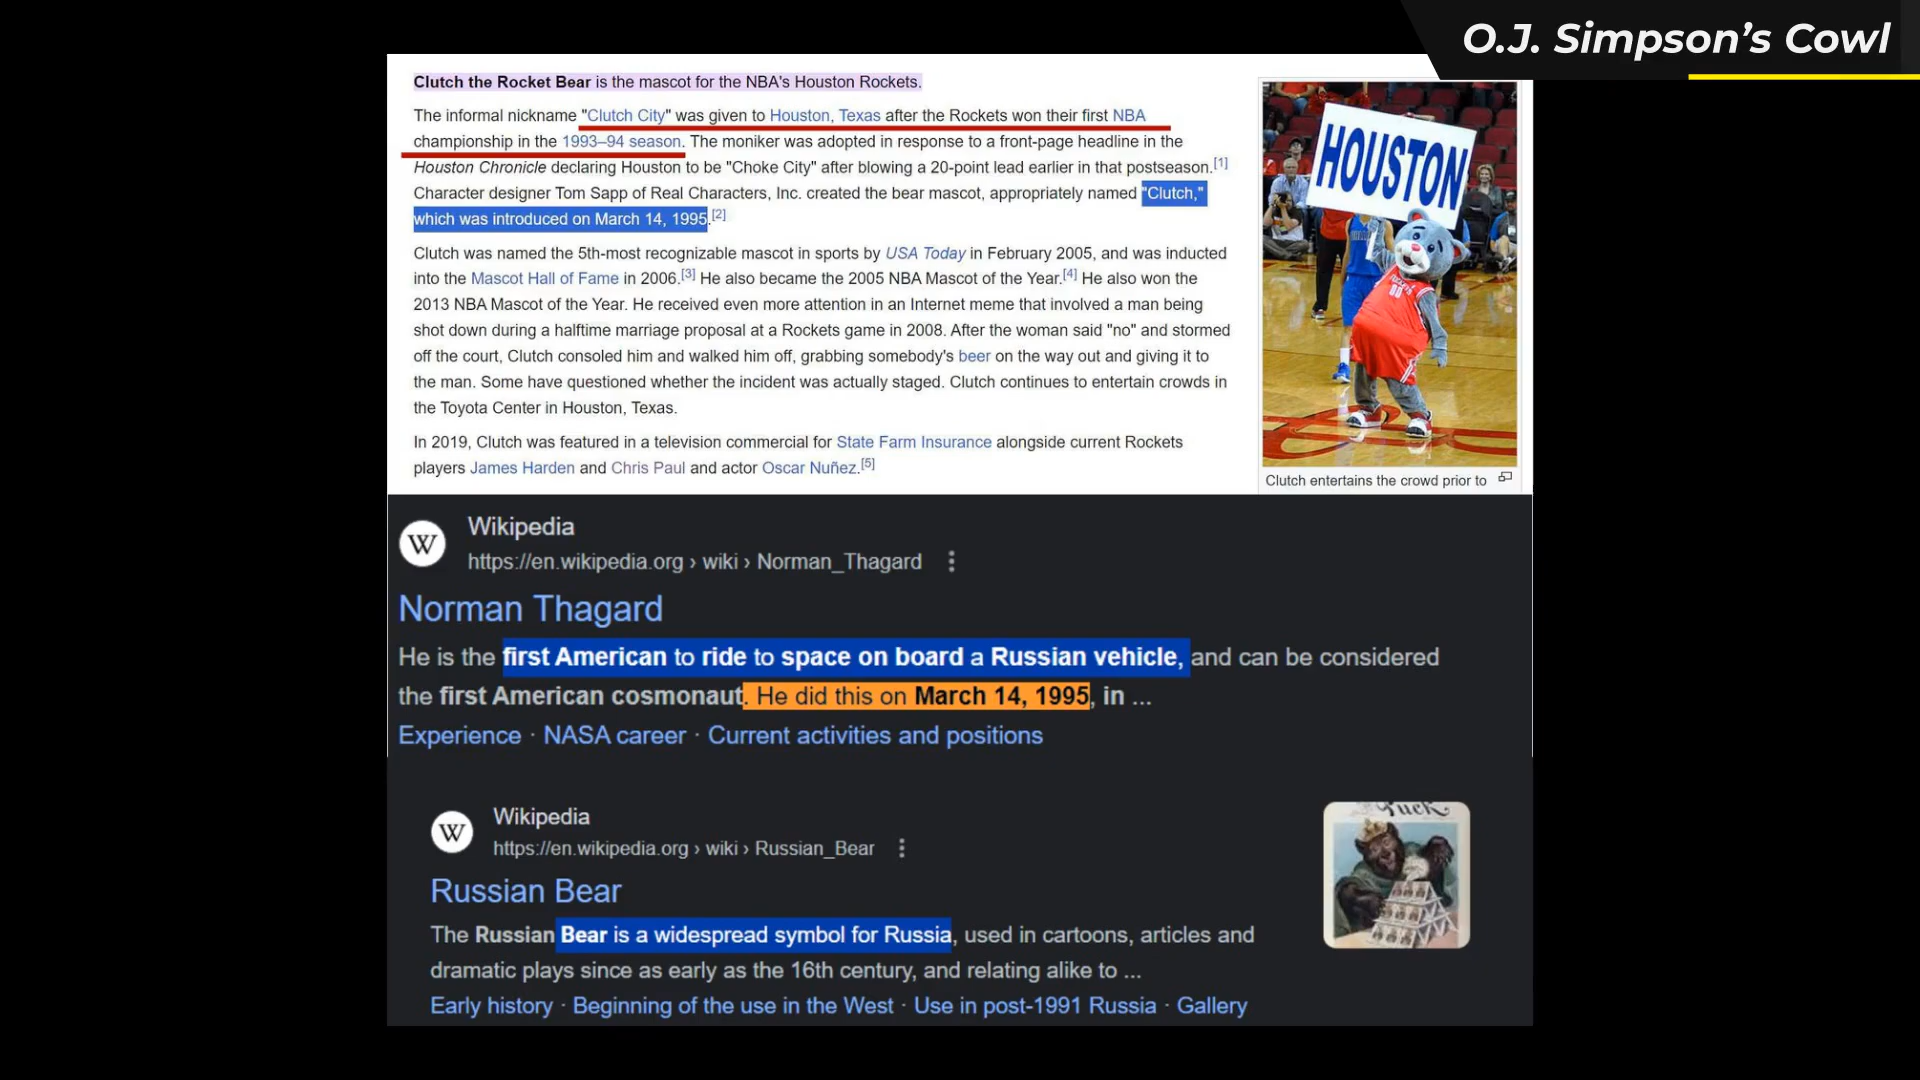 O.J. Simpson's Cowl
Clutch the Rocket Bear is the mascot for the NBA's Houston Rockets.
The informal nickname "Clutch City" was given to Houston, Texas after the Rockets won their first NBA
championship in the 1993–94 season. The moniker was adopted in response to a front-page headline in the
Houston Chronicle declaring Houston to be "Choke City" after blowing a 20-point lead earlier in that postseason.[1]
Character designer Tom Sapp of Real Characters, Inc. created the bear mascot, appropriately named "Clutch,"
which was introduced on March 14, 1995.[2]
Clutch was named the 5th-most recognizable mascot in sports by USA Today in February 2005, and was inducted
into the Mascot Hall of Fame in 2006.[3] He also became the 2005 NBA Mascot of the Year.[4] He also won the
2013 NBA Mascot of the Year. He received even more attention in an Internet meme that involved a man being
shot down during a halftime marriage proposal at a Rockets game in 2008. After the woman said "no" and stormed
off the court, Clutch consoled him and walked him off, grabbing somebody's beer on the way out and giving it to
the man. Some have questioned whether the incident was actually staged. Clutch continues to entertain crowds in
the Toyota Center in Houston, Texas.
In 2019, Clutch was featured in a television commercial for State Farm Insurance alongside current Rockets
players James Harden and Chris Paul and actor Oscar Nuñez.[5]
HOUSTON
ROCKETS
00
Clutch entertains the crowd prior to
W
Wikipedia
https://en.wikipedia.org › wiki › Norman_Thagard
Norman Thagard
He is the first American to ride to space on board a Russian vehicle, and can be considered
the first American cosmonaut. He did this on March 14, 1995, in ...
Experience · NASA career · Current activities and positions
W
Wikipedia
https://en.wikipedia.org › wiki › Russian_Bear
Russian Bear
The Russian Bear is a widespread symbol for Russia, used in cartoons, articles and
dramatic plays since as early as the 16th century, and relating alike to ...
Early history · Beginning of the use in the West · Use in post-1991 Russia · Gallery
Puck